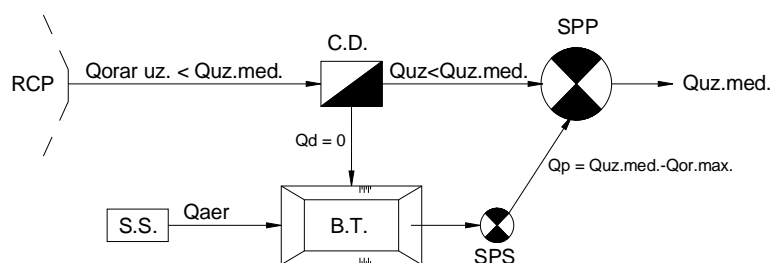 SPP
C.D.
RCP
Qorar uz. < Quz.med.
Quz<Quz.med.
Quz.med.
Qd = 0
Qp = Quz.med.-Qor.max.
S.S.
Qaer
B.T.
SPS